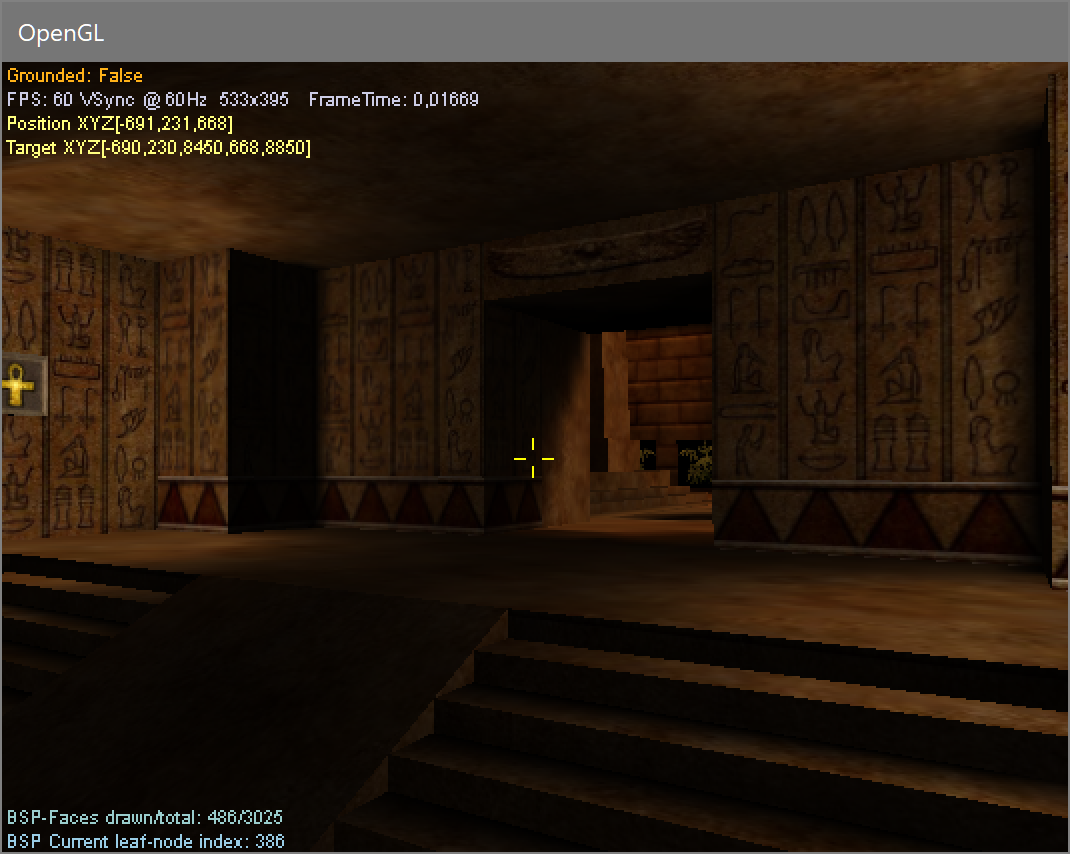 OpenGL
Grounded: False
FPS: 60 VSync @ 60Hz 533x395 FrameTime: 0,01669
Position XYZ[-691,231,668]
Target XYZ[-690,230,8450,668,8850]
BSP-Faces drawn/total: 486/3025
BSP Current leaf-node index: 386